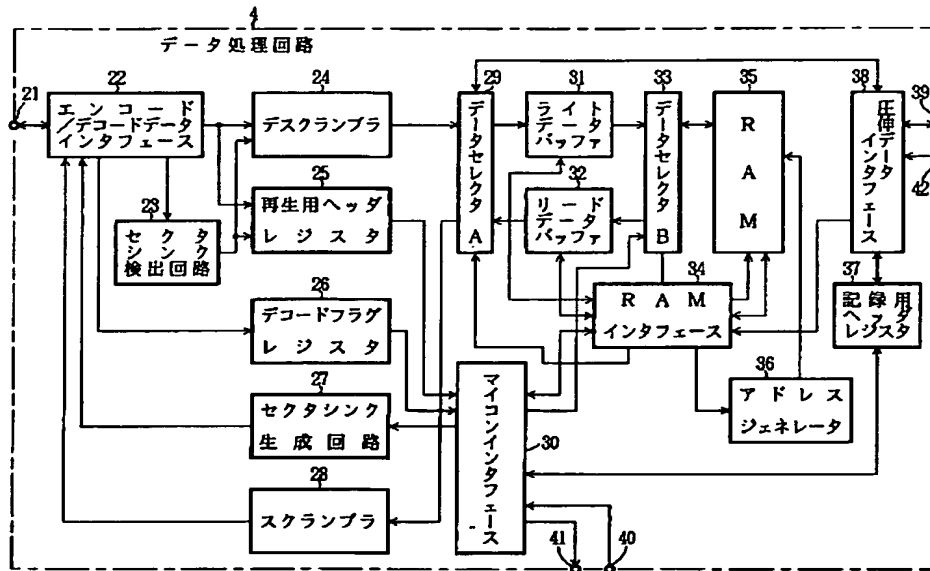 4
データ処理回路
21
22
エンコード
/デコードデータ
インタフェース
23
セクタ
シンク
検出回路
24
デスクランブラ
25
再生用ヘッダ
レジスタ
26
デコードフラグ
レジスタ
27
セクタシンク
生成回路
28
スクランブラ
29
データセレクタA
30
マイコンインタフェース
31
ライト
データ
バッファ
32
リード
データ
バッファ
33
データセレクタB
34
RAM
インタフェース
35
RAM
36
アドレス
ジェネレータ
37
記録用
ヘッダ
レジスタ
38
圧伸データ
インタフェース
39
42
41
40